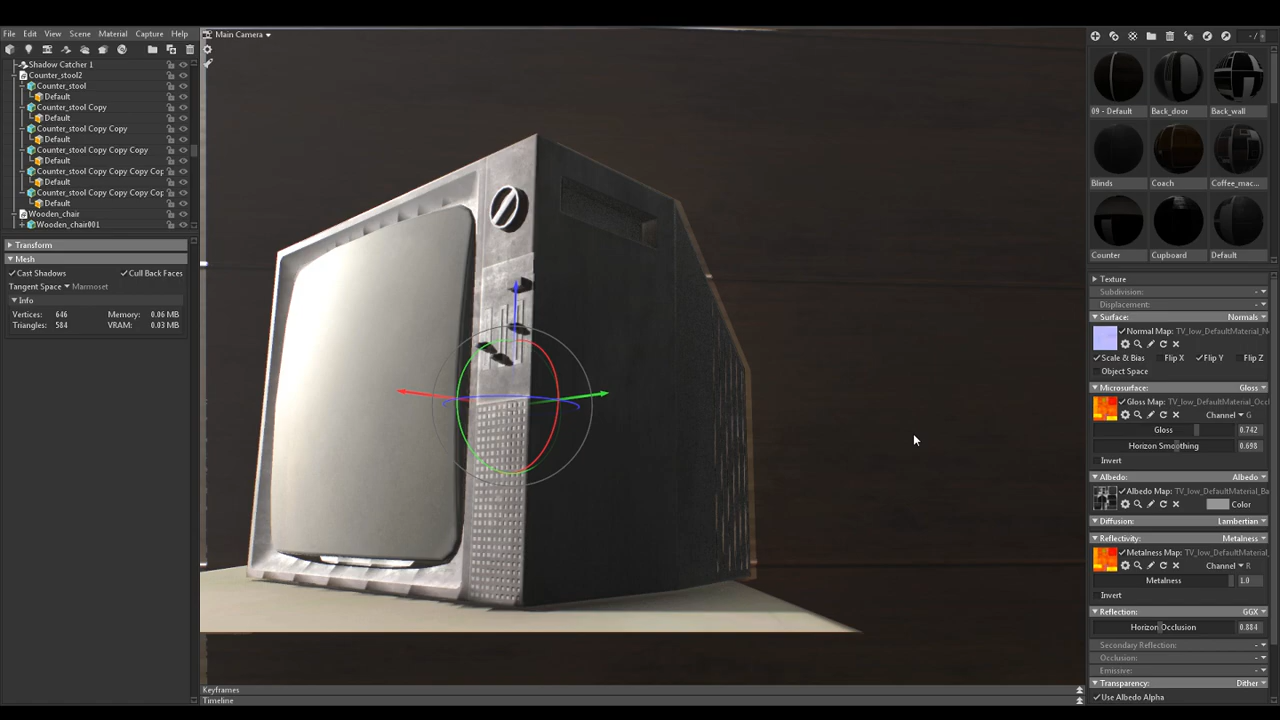 File Edit View Scene Material Capture Help
Main Camera
- /
Shadow Catcher 1
Counter_stool2
Counter_stool
Default
Counter_stool Copy
Default
Counter_stool Copy Copy
Default
Counter_stool Copy Copy Copy
Default
Counter_stool Copy Copy Copy Cop
Default
Counter_stool Copy Copy Copy Cop
Default
Wooden_chair
Wooden_chair001
Transform
Mesh
Cast Shadows Cull Back Faces
Tangent Space Marmoset
Info
Vertices: 646 Memory: 0.06 MB
Triangles: 584 VRAM: 0.03 MB
Keyframes
Timeline
09 - Default Back_door Back_wall
Blinds Coach Coffee_mac...
Counter Cupboard Default
Texture
Subdivision: -
Displacement: -
Surface: Normals
Normal Map: TV_low_DefaultMaterial_N
Scale & Bias Flip X Flip Y Flip Z
Object Space
Microsurface: Gloss
Gloss Map: TV_low_DefaultMaterial_Occl
Channel G
Gloss 0.742
Horizon Smoothing 0.698
Invert
Albedo: Albedo
Albedo Map: TV_low_DefaultMaterial_Ba
Color
Diffusion: Lambertian
Reflectivity: Metalness
Metalness Map: TV_low_DefaultMaterial_
Channel R
Metalness 1.0
Invert
Reflection: GGX
Horizon Occlusion 0.884
Secondary Reflection: -
Occlusion: -
Emissive: -
Transparency: Dither
Use Albedo Alpha